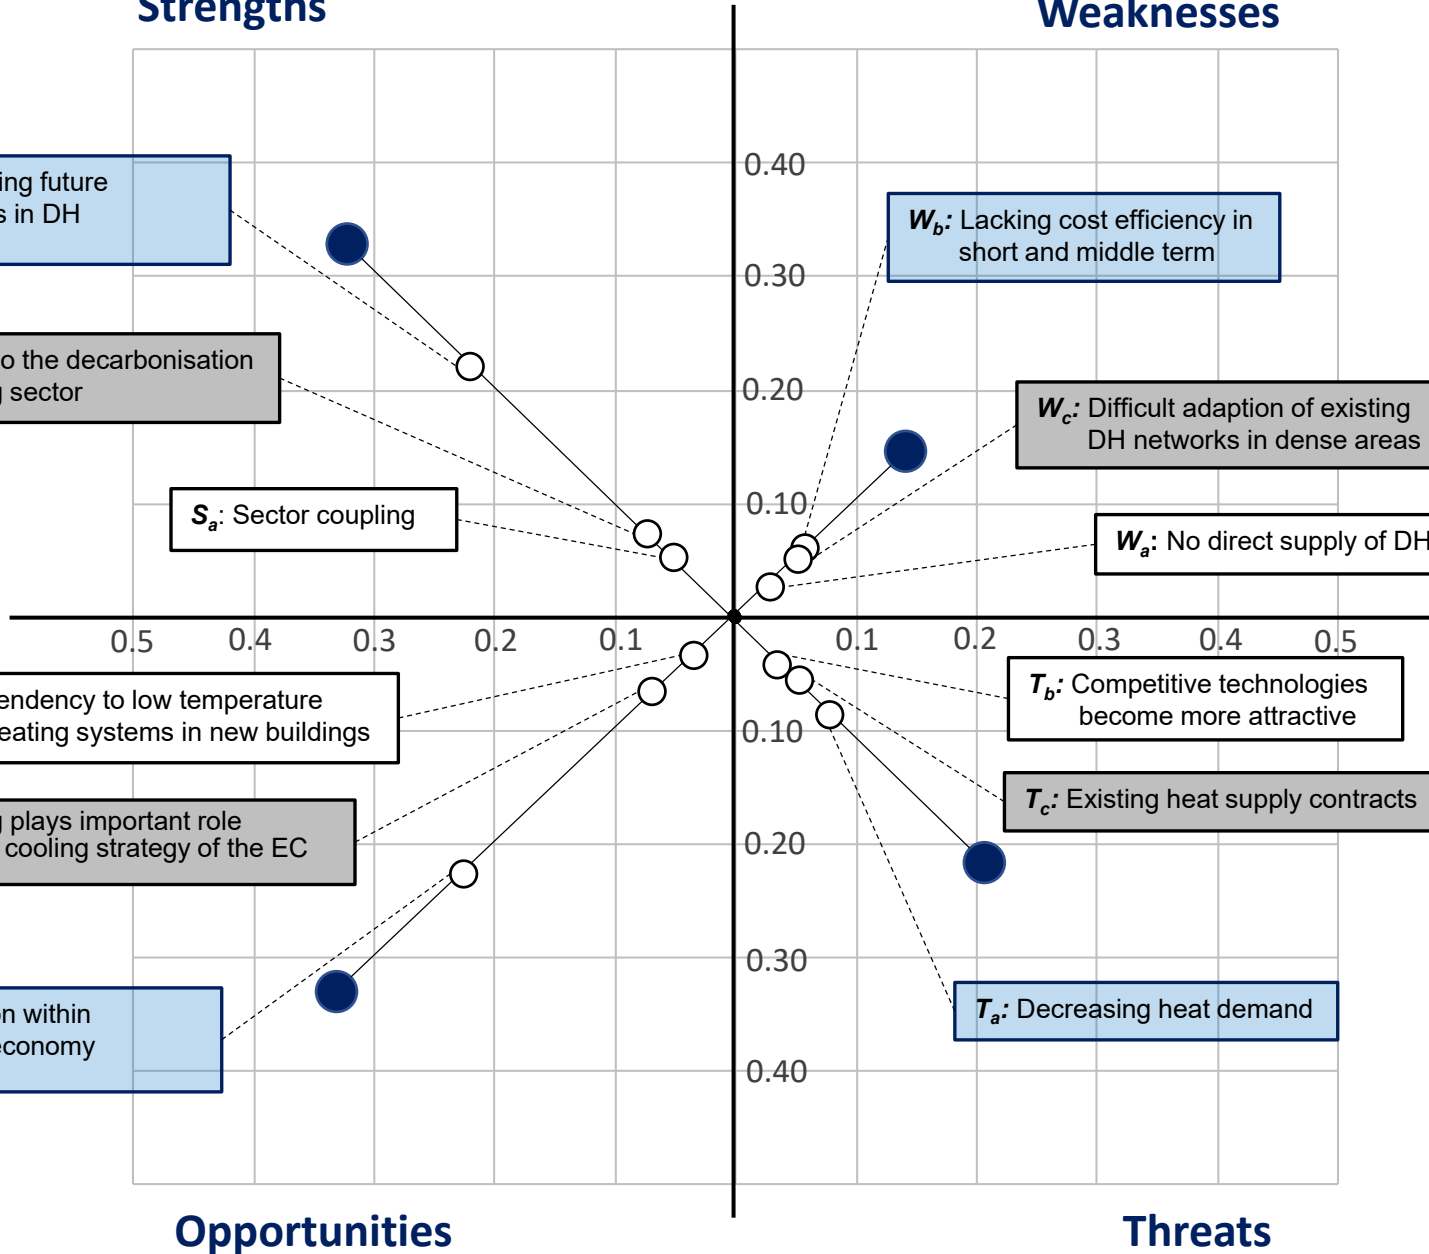 Strengths
Weaknesses
0.40
ing future
s in DH
W_b: Lacking cost efficiency in
short and middle term
0.30
o the decarbonisation
g sector
0.20
W_c: Difficult adaption of existing
DH networks in dense areas
S_a: Sector coupling
0.10
W_a: No direct supply of DH
0.5 0.4 0.3 0.2 0.1 0.1 0.2 0.3 0.4 0.5
endency to low temperature
eating systems in new buildings
T_b: Competitive technologies
become more attractive
0.10
g plays important role
cooling strategy of the EC
T_c: Existing heat supply contracts
0.20
0.30
n within
economy
T_a: Decreasing heat demand
0.40
Opportunities
Threats